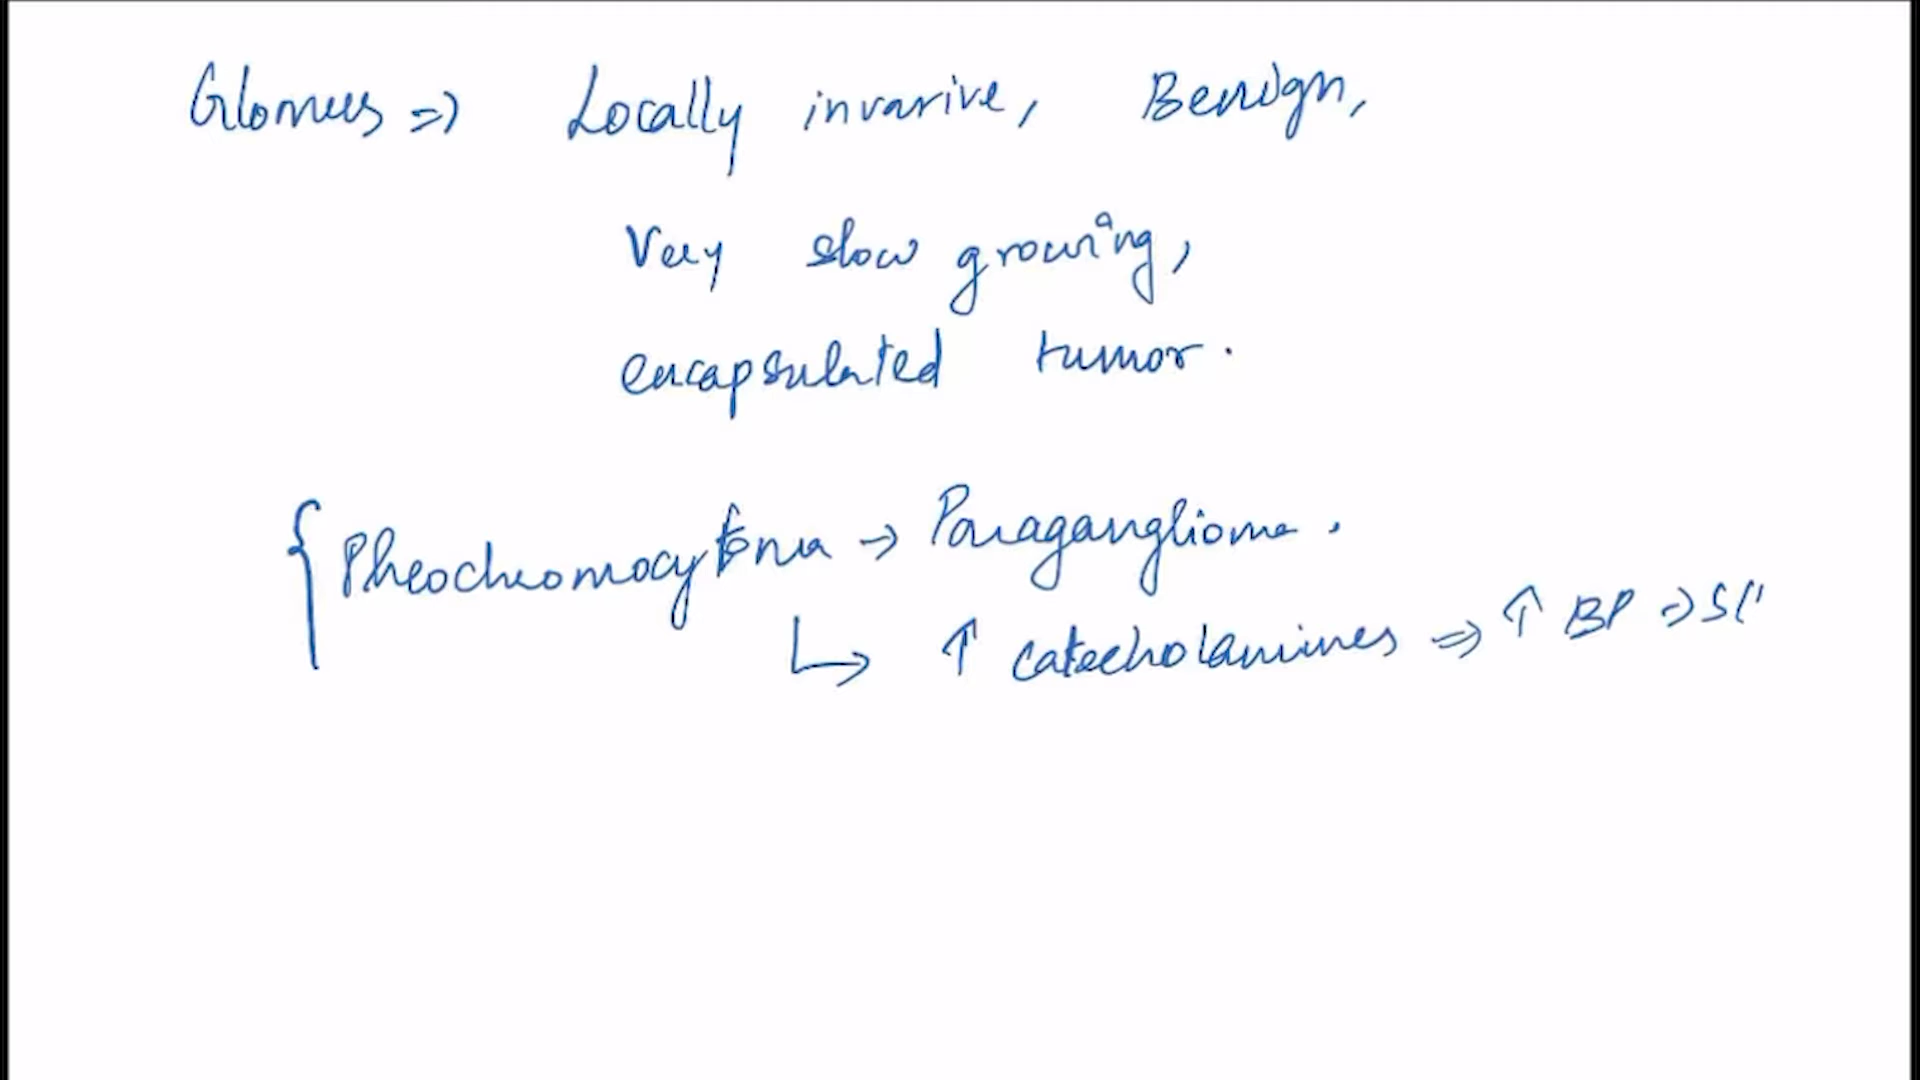 Glomus => Locally invasive, Benign,
Very slow growing,
encapsulated tumor.
{ Pheochromocytoma → Paraganglioma.
↳ ↑ catecholamines => ↑ BP =>